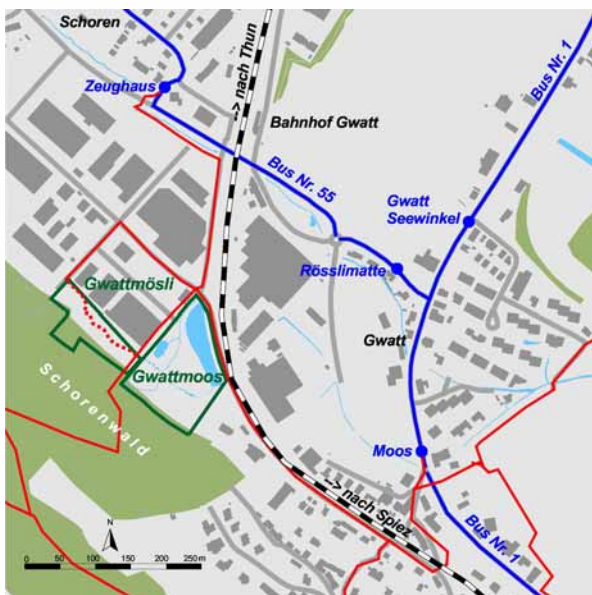 Schoren
--> nach Thun
Bus Nr. 1
Zeughaus
Bahnhof Gwatt
Bus Nr. 55
Gwatt
Seewinkel
Rösslimatte
Gwattmösli
Gwatt
Gwattmoos
Schorenwald
Moos
--> nach Spiez
Bus Nr. 1
N
0 50 100 150 200 250 m